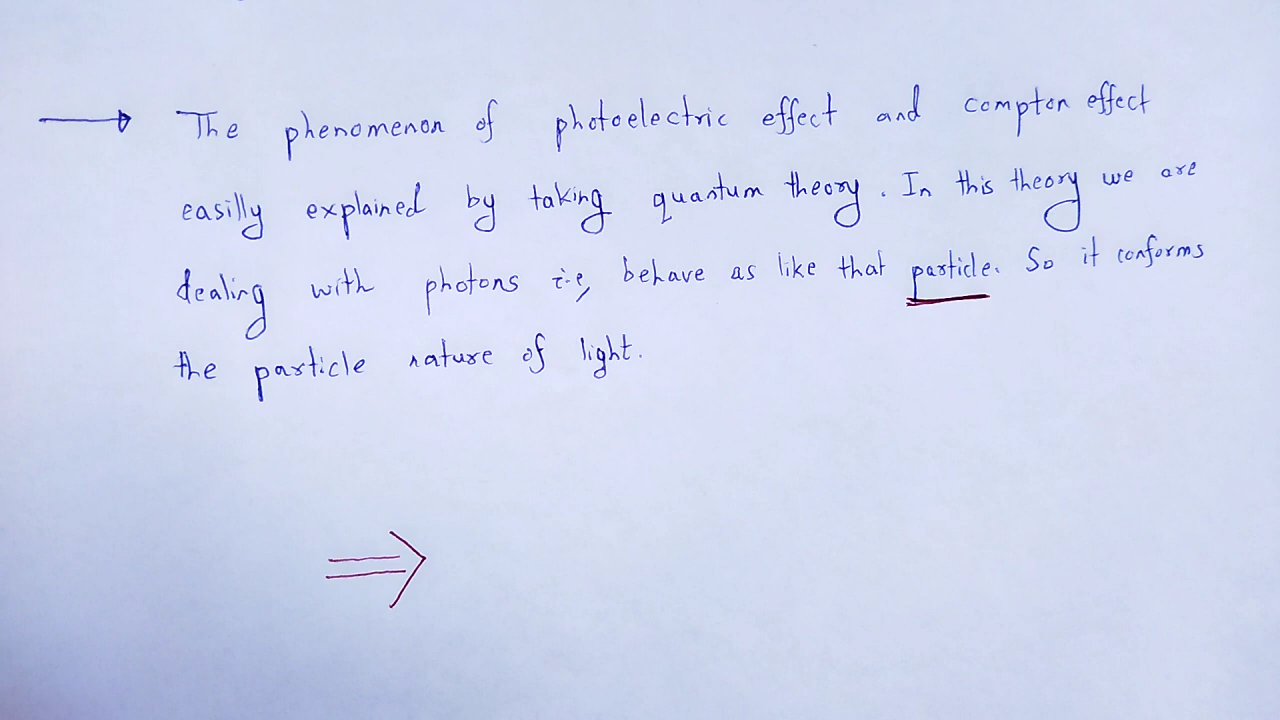 The phenomenon of photoelectric effect and compton effect
easilly explained by taking quantum theory. In this theory we are
dealing with photons i.e, behave as like that particle. So it conforms
the particle nature of light.